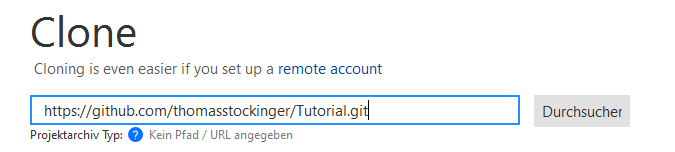 Clone
Cloning is even easier if you set up a remote account
https://github.com/thomasstockinger/Tutorial.git
Durchsucher
Projektarchiv Typ: ? Kein Pfad / URL angegeben